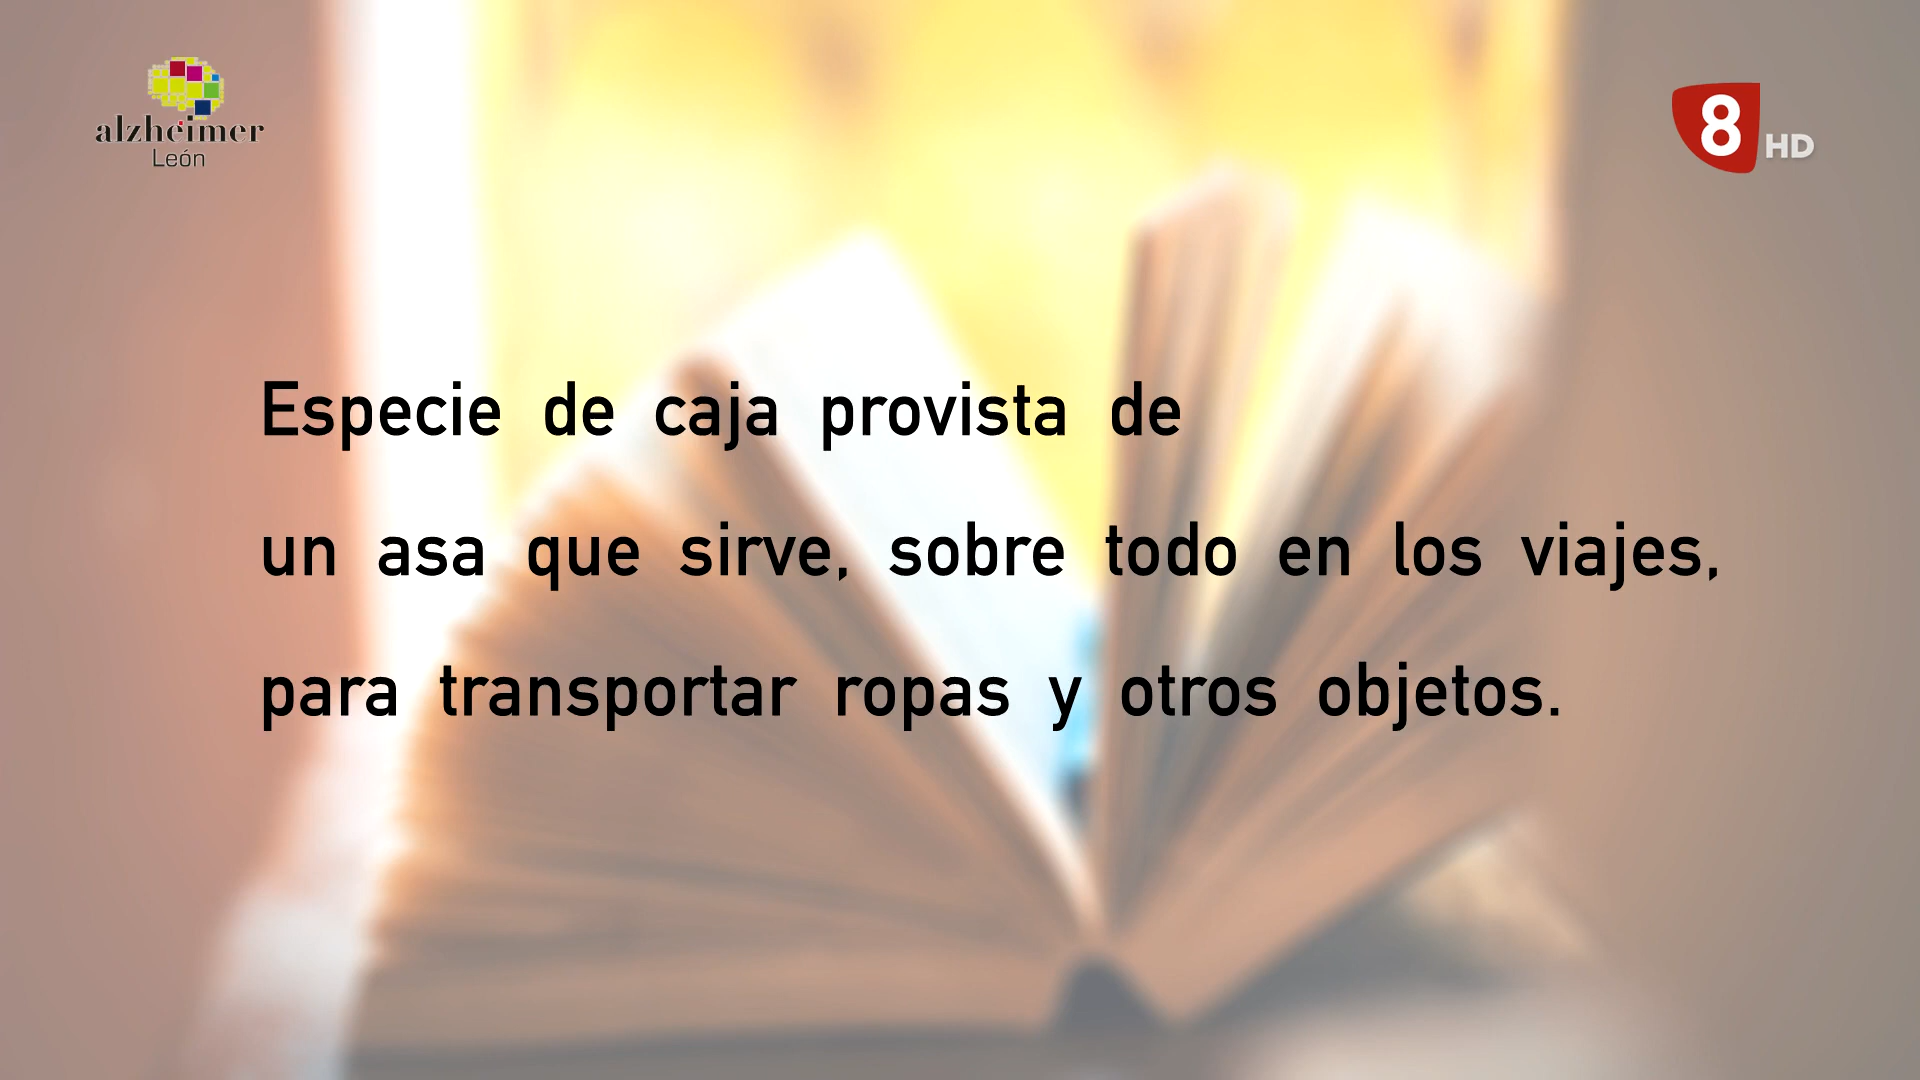 alzheimer
León
8 HD
Especie de caja provista de
un asa que sirve, sobre todo en los viajes,
para transportar ropas y otros objetos.